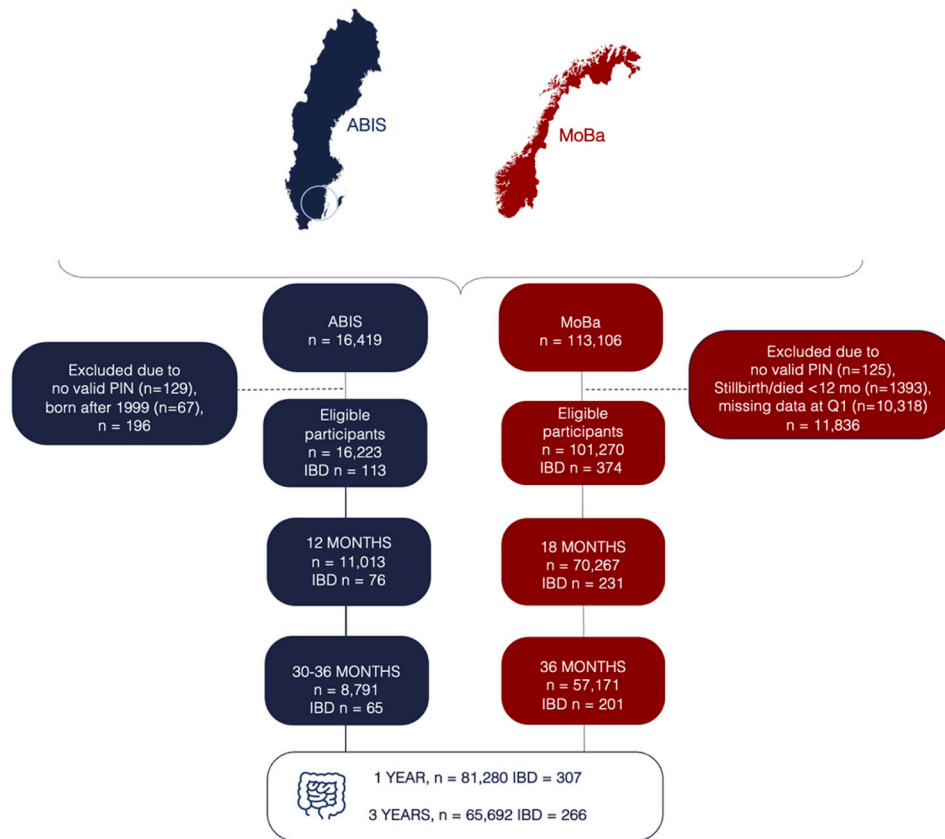 ABIS
MoBa
ABIS
n = 16,419
MoBa
n = 113,106
Excluded due to
no valid PIN (n=129),
born after 1999 (n=67),
n = 196
Excluded due to
no valid PIN (n=125),
Stillbirth/died <12 mo (n=1393),
missing data at Q1 (n=10,318)
n = 11,836
Eligible
participants
n = 16,223
IBD n = 113
Eligible
participants
n = 101,270
IBD n = 374
12 MONTHS
n = 11,013
IBD n = 76
18 MONTHS
n = 70,267
IBD n = 231
30-36 MONTHS
n = 8,791
IBD n = 65
36 MONTHS
n = 57,171
IBD n = 201
1 YEAR, n = 81,280 IBD = 307
3 YEARS, n = 65,692 IBD = 266